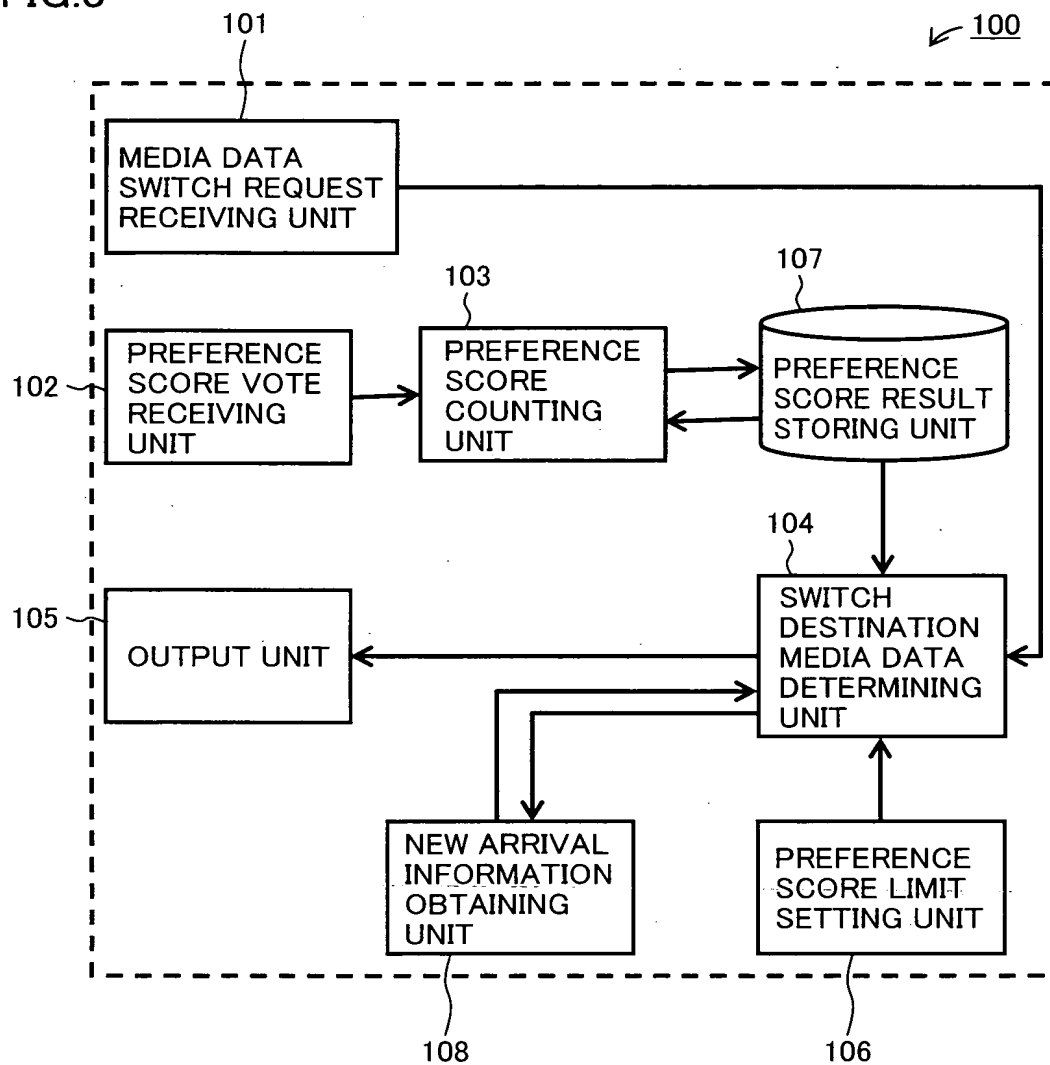 101
100
MEDIA DATA
SWITCH REQUEST
RECEIVING UNIT
103
107
102
PREFERENCE
SCORE VOTE
RECEIVING
UNIT
PREFERENCE
SCORE
COUNTING
UNIT
PREFERENCE
SCORE RESULT
STORING UNIT
104
105
OUTPUT UNIT
SWITCH
DESTINATION
MEDIA DATA
DETERMINING
UNIT
NEW ARRIVAL
INFORMATION
OBTAINING
UNIT
PREFERENCE
SCORE LIMIT
SETTING UNIT
108
106